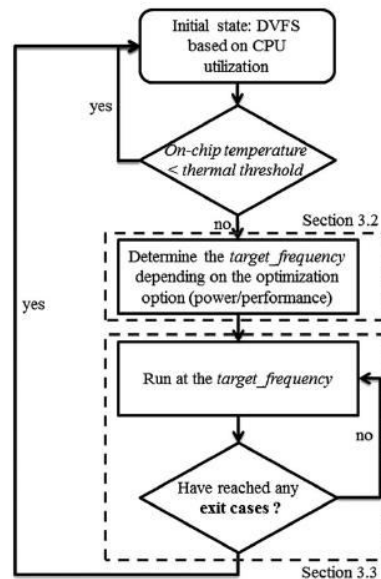 Initial state: DVFS
based on CPU
utilization
yes
On-chip temperature
< thermal threshold
no
Section 3.2
Determine the target_frequency
depending on the optimization
option (power/performance)
yes
Run at the target_frequency
no
Have reached any
exit cases ?
Section 3.3